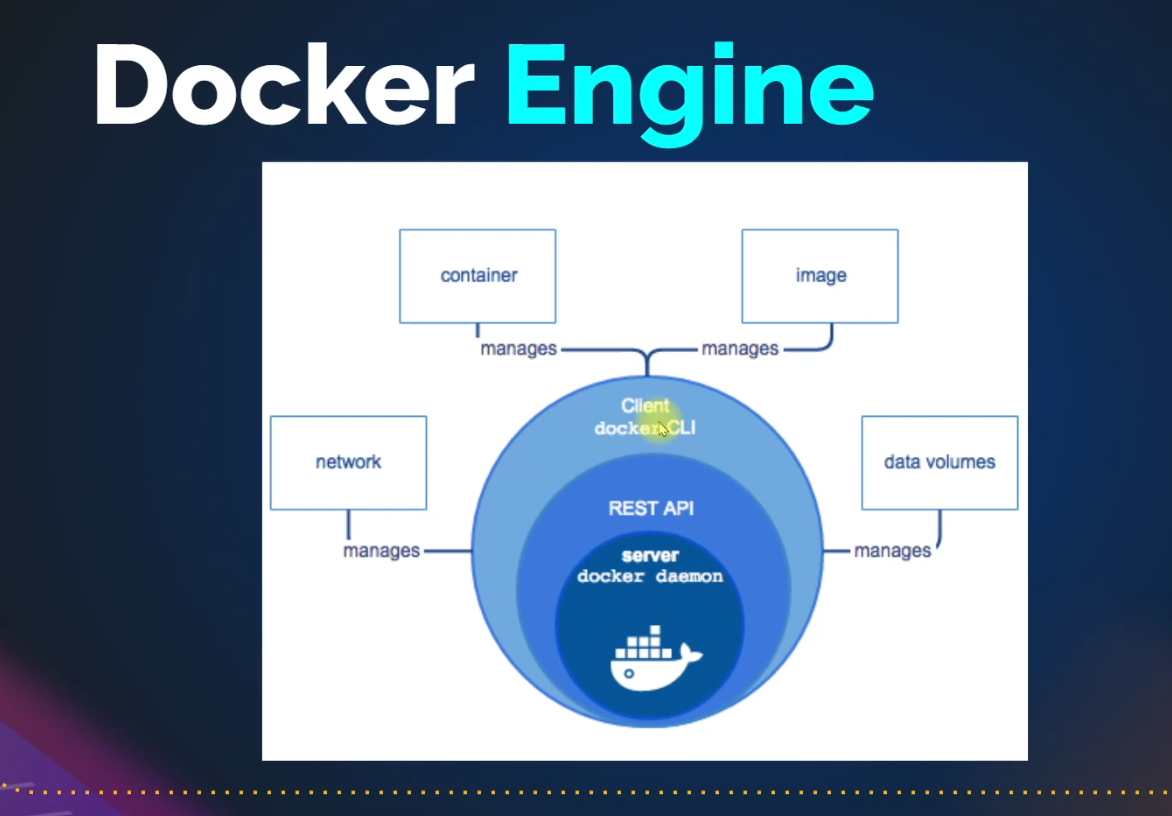 Docker Engine
container
image
manages
manages
Client
docker CLI
network
data volumes
REST API
manages
manages
server
docker daemon